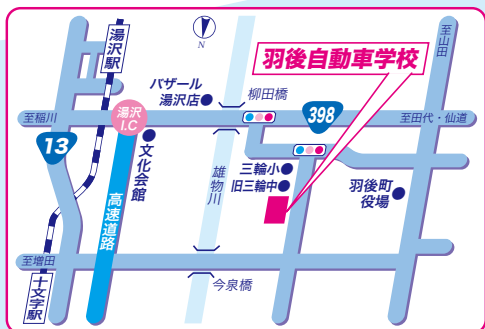 湯沢駅
N
羽後自動車学校
至山田
バザール
湯沢店
柳田橋
至稲川
湯沢
I.C
398
至田代・仙道
13
文化会館
三輪小
旧三輪中
羽後町
役場
雄物川
高速道路
至増田
十文字駅
今泉橋